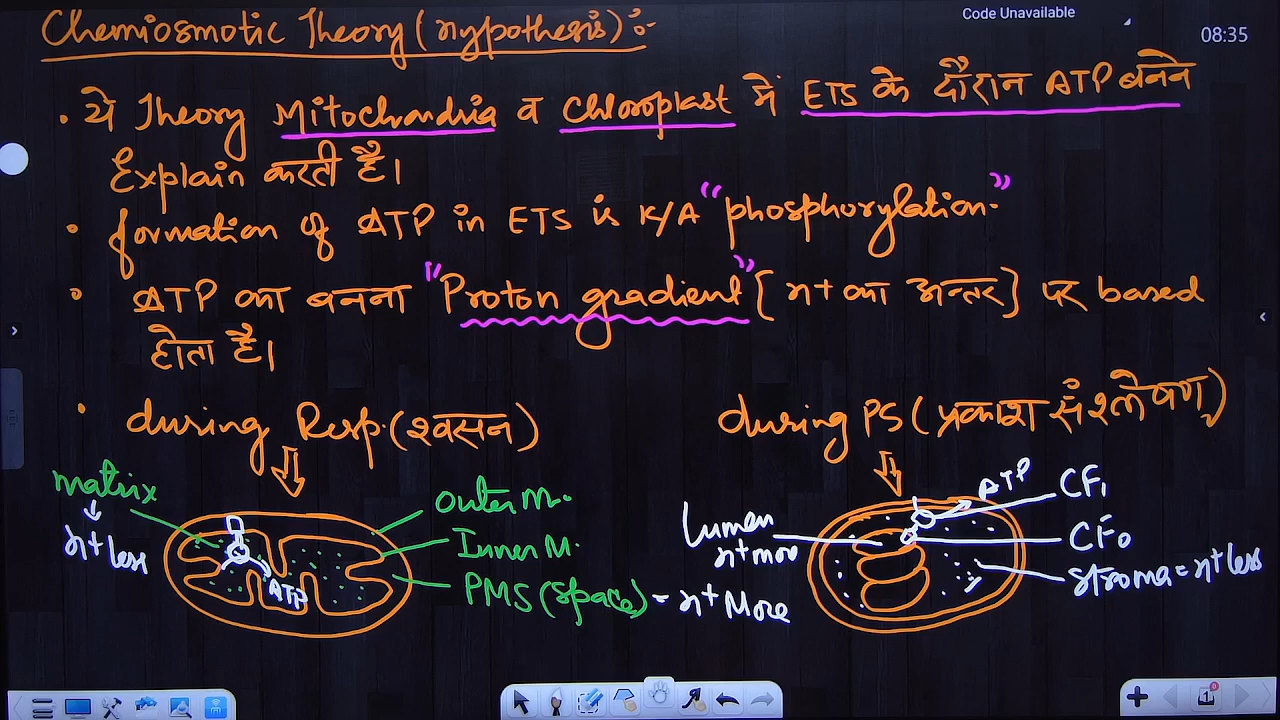 Code Unavailable
08:35
Chemiosmotic Theory (Hypothesis) :-
• ये Theory Mitochondria व Chloroplast में ETS के दौरान ATP बनने
Explain करती है।
• formation of ATP in ETS is K/A "phosphorylation."
• ATP का बनना "Proton gradient" [H+ का अन्तर] पर based
होता है।
• during Resp. (श्वसन)
during PS (प्रकाश संश्लेषण)
matrix
H+ less
ATP
Outer M.
Inner M.
PMS (space) - H+ More
Lumen
H+ more
ATP
CF₁
CF₀
Stroma = H+ less
1